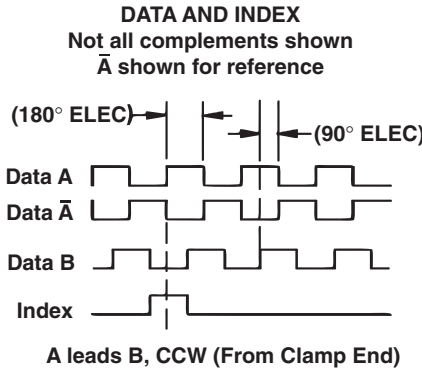 DATA AND INDEX
Not all complements shown
A̅ shown for reference
(180° ELEC)
(90° ELEC)
Data A
Data A̅
Data B
Index
A leads B, CCW (From Clamp End)